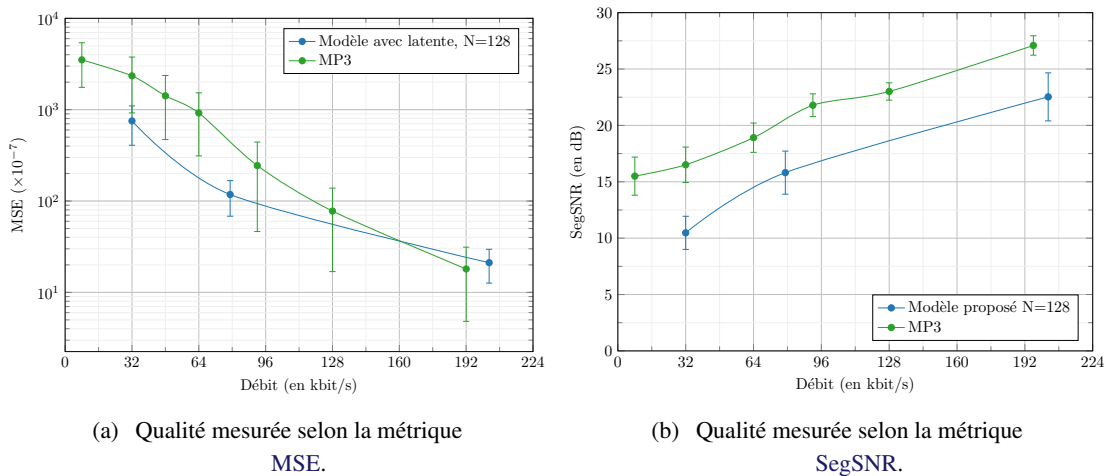 10^4
10^3
10^2
10^1
MSE (×10^−7)
0 32 64 96 128 160 192 224
Débit (en kbit/s)
Modèle avec latente, N=128
MP3
(a) Qualité mesurée selon la métrique
MSE.
30
25
20
15
10
5
0
SegSNR (en dB)
0 32 64 96 128 160 192 224
Débit (en kbit/s)
Modèle proposé N=128
MP3
(b) Qualité mesurée selon la métrique
SegSNR.